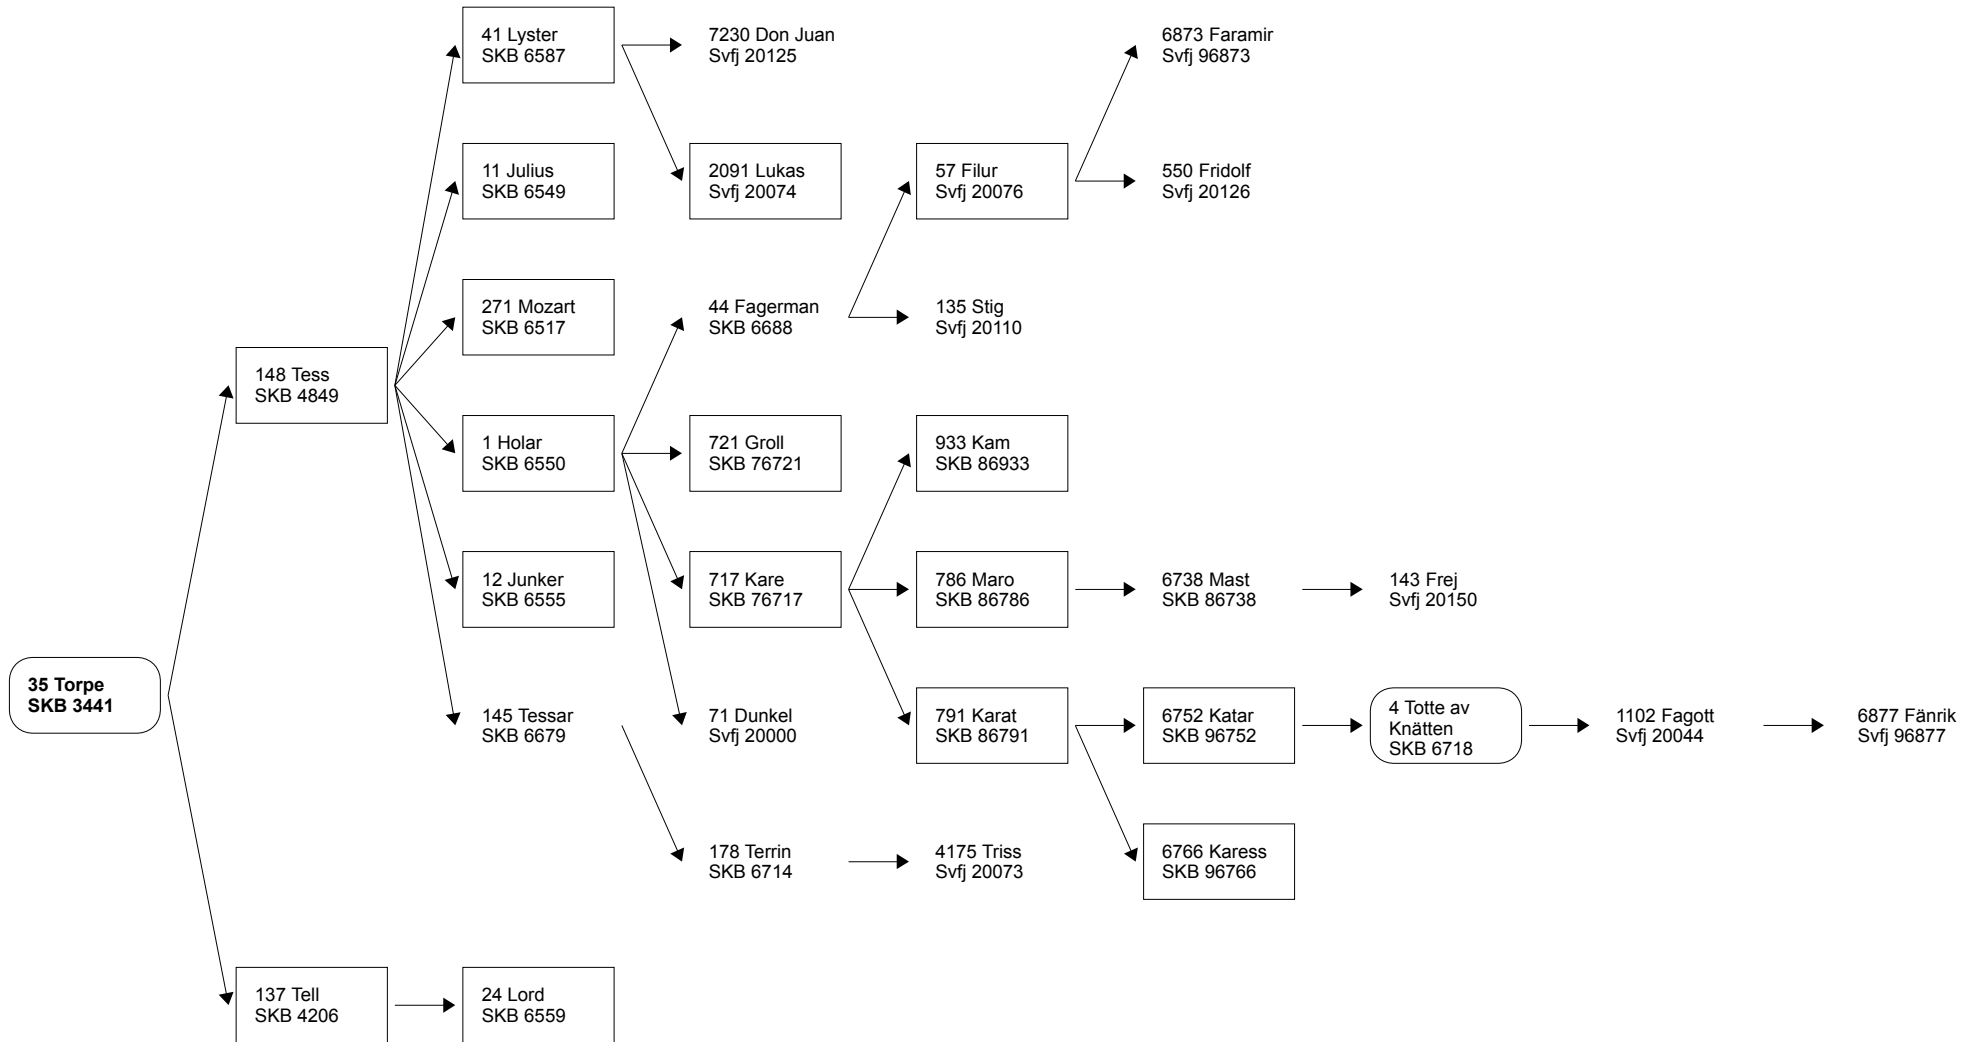 41 Lyster
SKB 6587
7230 Don Juan
Svfj 20125
6873 Faramir
Svfj 96873
11 Julius
SKB 6549
2091 Lukas
Svfj 20074
57 Filur
Svfj 20076
550 Fridolf
Svfj 20126
271 Mozart
SKB 6517
44 Fagerman
SKB 6688
135 Stig
Svfj 20110
148 Tess
SKB 4849
1 Holar
SKB 6550
721 Groll
SKB 76721
933 Kam
SKB 86933
12 Junker
SKB 6555
717 Kare
SKB 76717
786 Maro
SKB 86786
6738 Mast
SKB 86738
143 Frej
Svfj 20150
35 Torpe
SKB 3441
145 Tessar
SKB 6679
71 Dunkel
Svfj 20000
791 Karat
SKB 86791
6752 Katar
SKB 96752
4 Totte av
Knätten
SKB 6718
1102 Fagott
Svfj 20044
6877 Fänrik
Svfj 96877
178 Terrin
SKB 6714
4175 Triss
Svfj 20073
6766 Karess
SKB 96766
137 Tell
SKB 4206
24 Lord
SKB 6559